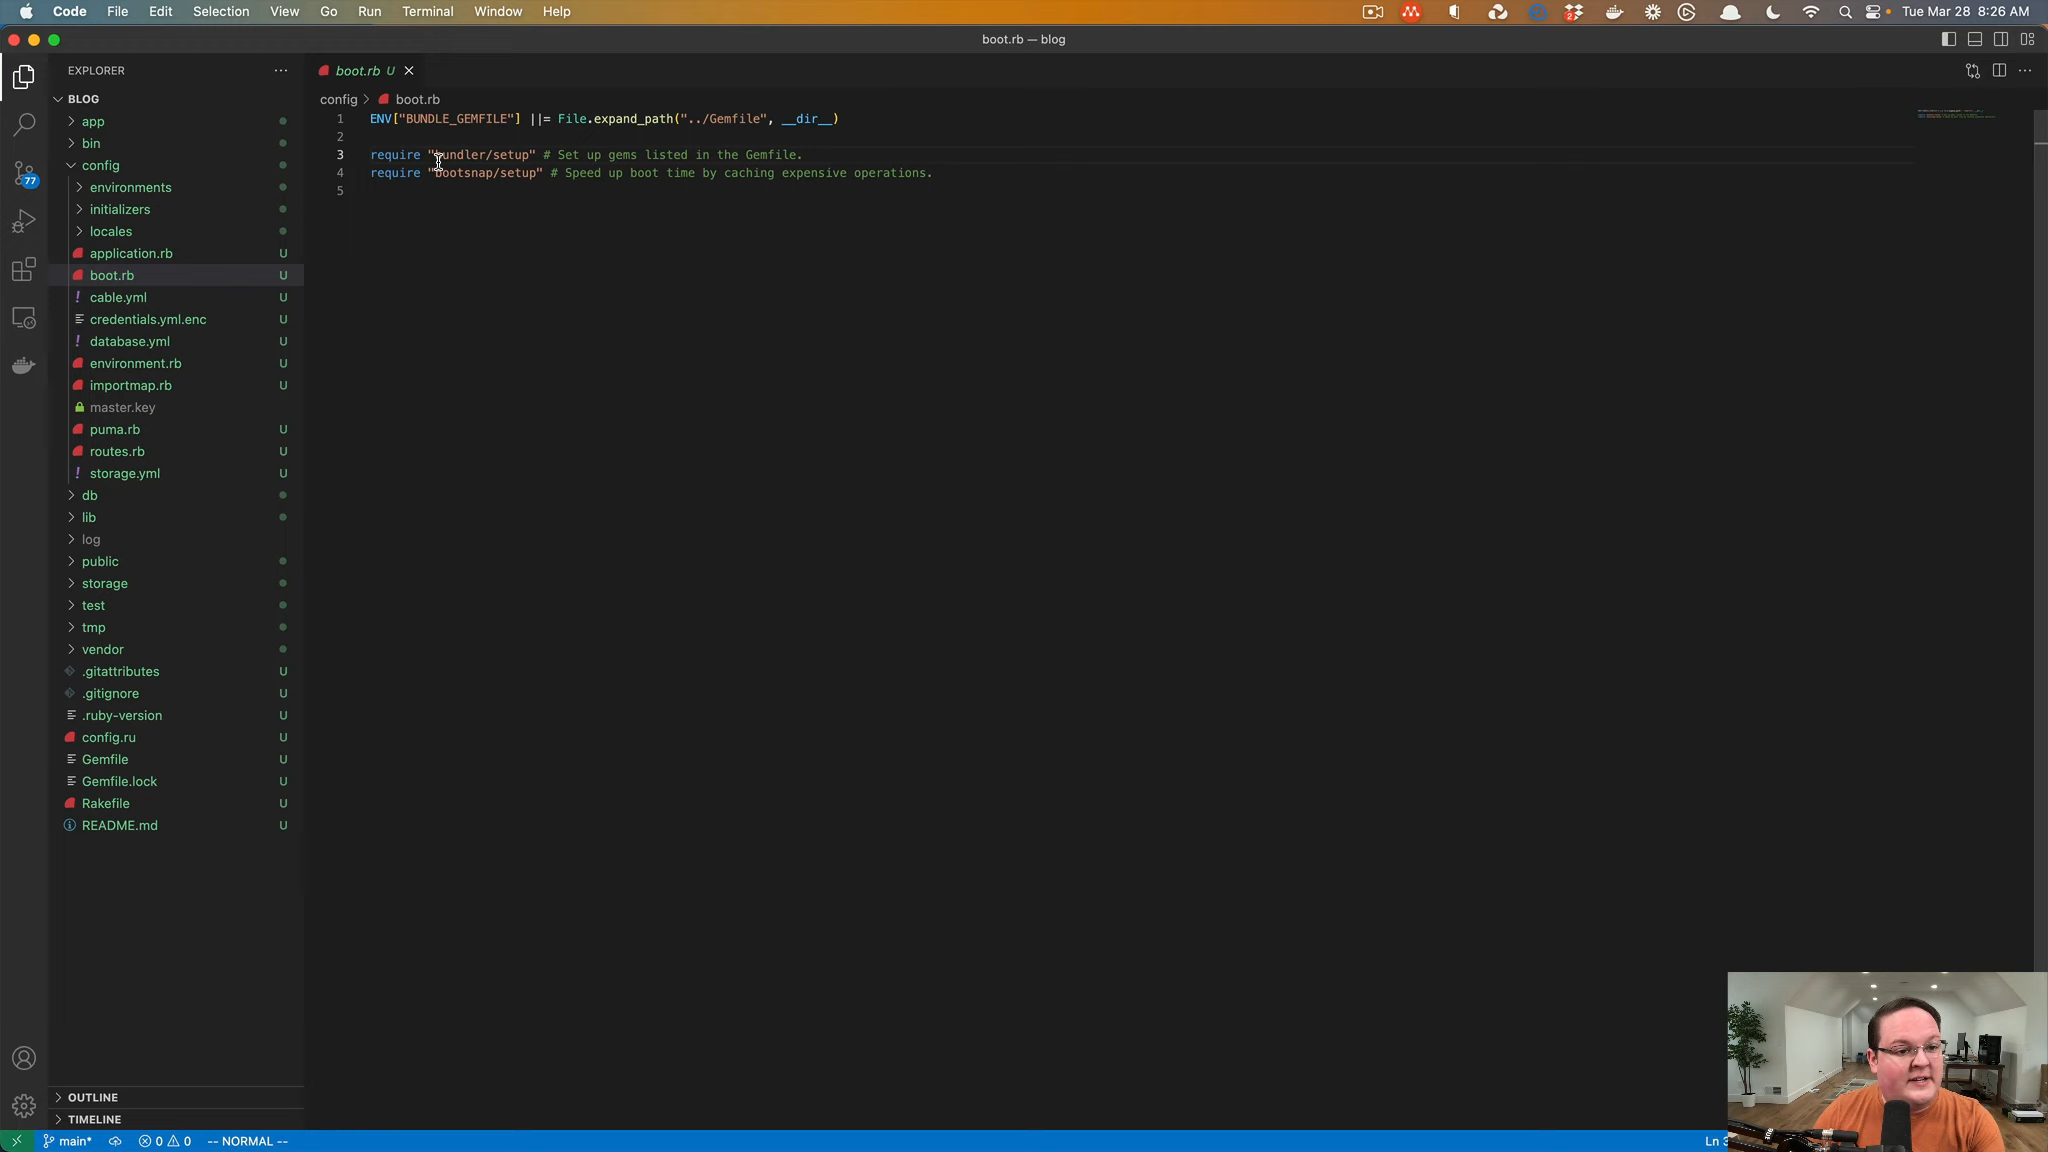 Code File Edit Selection View Go Run Terminal Window Help
2
Tue Mar 28 8:26 AM
boot.rb — blog
EXPLORER
boot.rb U
BLOG
config > boot.rb
app
bin
config
environments
initializers
locales
application.rb U
boot.rb U
cable.yml U
credentials.yml.enc U
database.yml U
environment.rb U
importmap.rb U
master.key
puma.rb U
routes.rb U
storage.yml U
db
lib
log
public
storage
test
tmp
vendor
.gitattributes U
.gitignore U
.ruby-version U
config.ru U
Gemfile U
Gemfile.lock U
Rakefile U
README.md U
OUTLINE
TIMELINE
77
1 ENV["BUNDLE_GEMFILE"] ||= File.expand_path("../Gemfile", __dir__)
2
3 require "bundler/setup" # Set up gems listed in the Gemfile.
4 require "bootsnap/setup" # Speed up boot time by caching expensive operations.
5
main* 0 0 -- NORMAL --
Ln